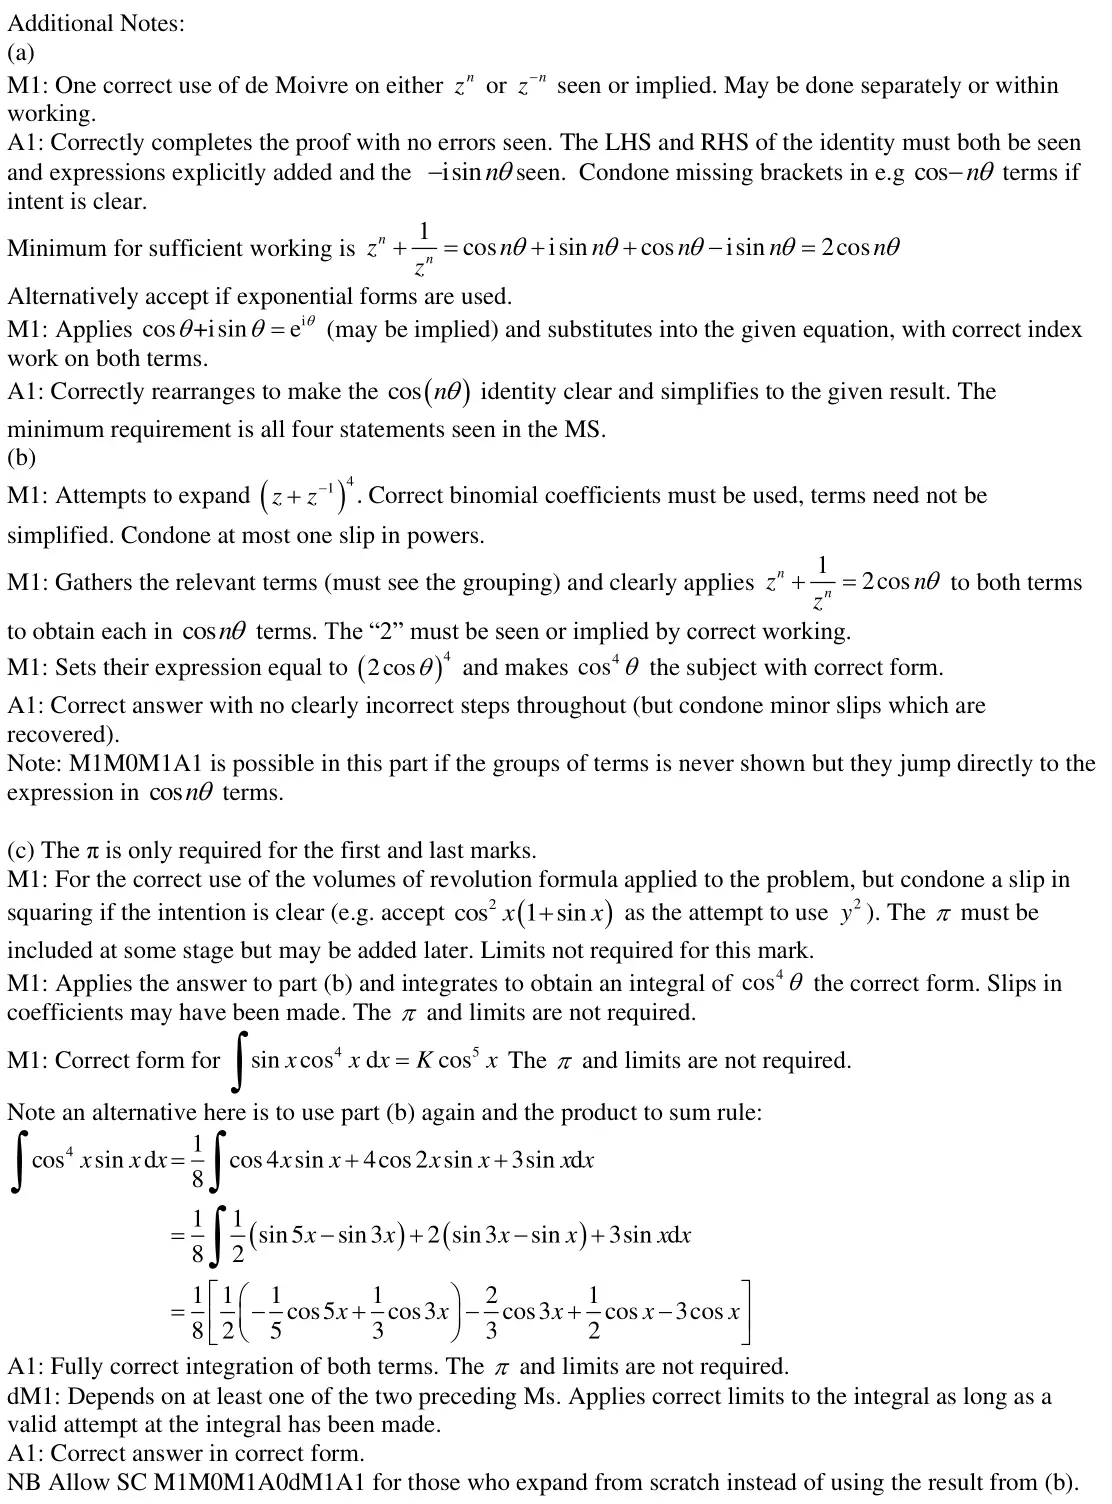 Additional Notes:
(a)
M1: One correct use of de Moivre on either zⁿ or z⁻ⁿ seen or implied. May be done separately or within
working.
A1: Correctly completes the proof with no errors seen. The LHS and RHS of the identity must both be seen
and expressions explicitly added and the −i sin nθ seen. Condone missing brackets in e.g cos− nθ terms if
intent is clear.
Minimum for sufficient working is zⁿ + 1/zⁿ = cos nθ + i sin nθ + cos nθ − i sin nθ = 2 cos nθ
Alternatively accept if exponential forms are used.
M1: Applies cos θ+i sin θ = e^(iθ) (may be implied) and substitutes into the given equation, with correct index
work on both terms.
A1: Correctly rearranges to make the cos(nθ) identity clear and simplifies to the given result. The
minimum requirement is all four statements seen in the MS.
(b)
M1: Attempts to expand (z + z⁻¹)⁴. Correct binomial coefficients must be used, terms need not be
simplified. Condone at most one slip in powers.
M1: Gathers the relevant terms (must see the grouping) and clearly applies zⁿ + 1/zⁿ = 2 cos nθ to both terms
to obtain each in cos nθ terms. The “2” must be seen or implied by correct working.
M1: Sets their expression equal to (2 cos θ)⁴ and makes cos⁴ θ the subject with correct form.
A1: Correct answer with no clearly incorrect steps throughout (but condone minor slips which are
recovered).
Note: M1M0M1A1 is possible in this part if the groups of terms is never shown but they jump directly to the
expression in cos nθ terms.
(c) The π is only required for the first and last marks.
M1: For the correct use of the volumes of revolution formula applied to the problem, but condone a slip in
squaring if the intention is clear (e.g. accept cos² x(1+ sin x) as the attempt to use y²). The π must be
included at some stage but may be added later. Limits not required for this mark.
M1: Applies the answer to part (b) and integrates to obtain an integral of cos⁴ θ the correct form. Slips in
coefficients may have been made. The π and limits are not required.
M1: Correct form for ∫ sin x cos⁴ x dx = K cos⁵ x The π and limits are not required.
Note an alternative here is to use part (b) again and the product to sum rule:
∫ cos⁴ x sin x dx = 1/8 ∫ cos 4x sin x + 4 cos 2x sin x + 3 sin xdx
= 1/8 ∫ 1/2 (sin 5x − sin 3x) + 2(sin 3x − sin x) + 3 sin xdx
= 1/8 [1/2 (−1/5 cos 5x + 1/3 cos 3x) − 2/3 cos 3x + 1/2 cos x − 3 cos x]
A1: Fully correct integration of both terms. The π and limits are not required.
dM1: Depends on at least one of the two preceding Ms. Applies correct limits to the integral as long as a
valid attempt at the integral has been made.
A1: Correct answer in correct form.
NB Allow SC M1M0M1A0dM1A1 for those who expand from scratch instead of using the result from (b).